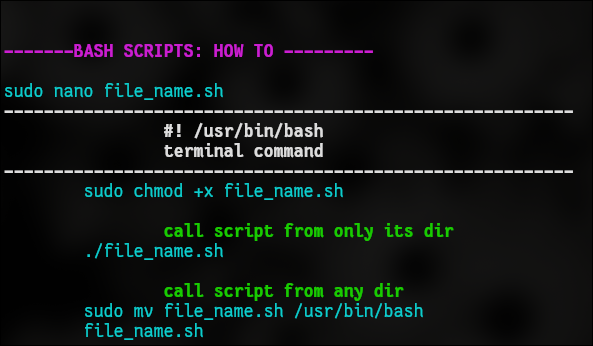 -------BASH SCRIPTS: HOW TO ---------
sudo nano file_name.sh
---------------------------------------------------------
#! /usr/bin/bash
terminal command
---------------------------------------------------------
sudo chmod +x file_name.sh
call script from only its dir
./file_name.sh
call script from any dir
sudo mv file_name.sh /usr/bin/bash
file_name.sh